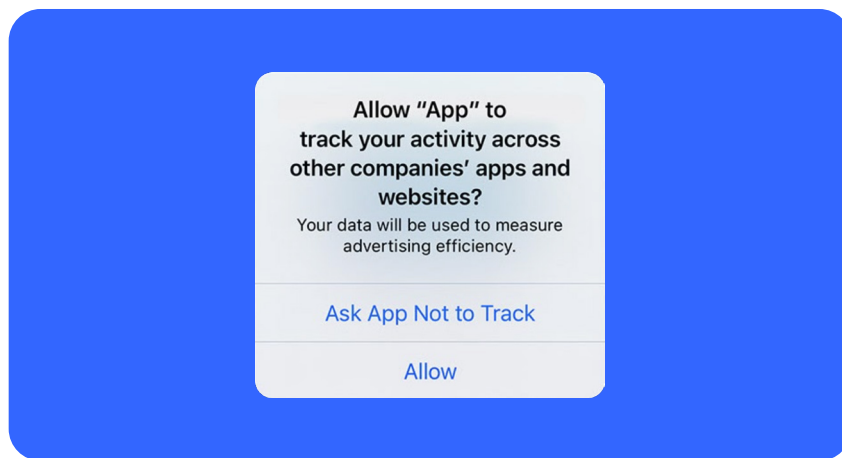 Allow “App” to
track your activity across
other companies’ apps and
websites?
Your data will be used to measure
advertising efficiency.
Ask App Not to Track
Allow